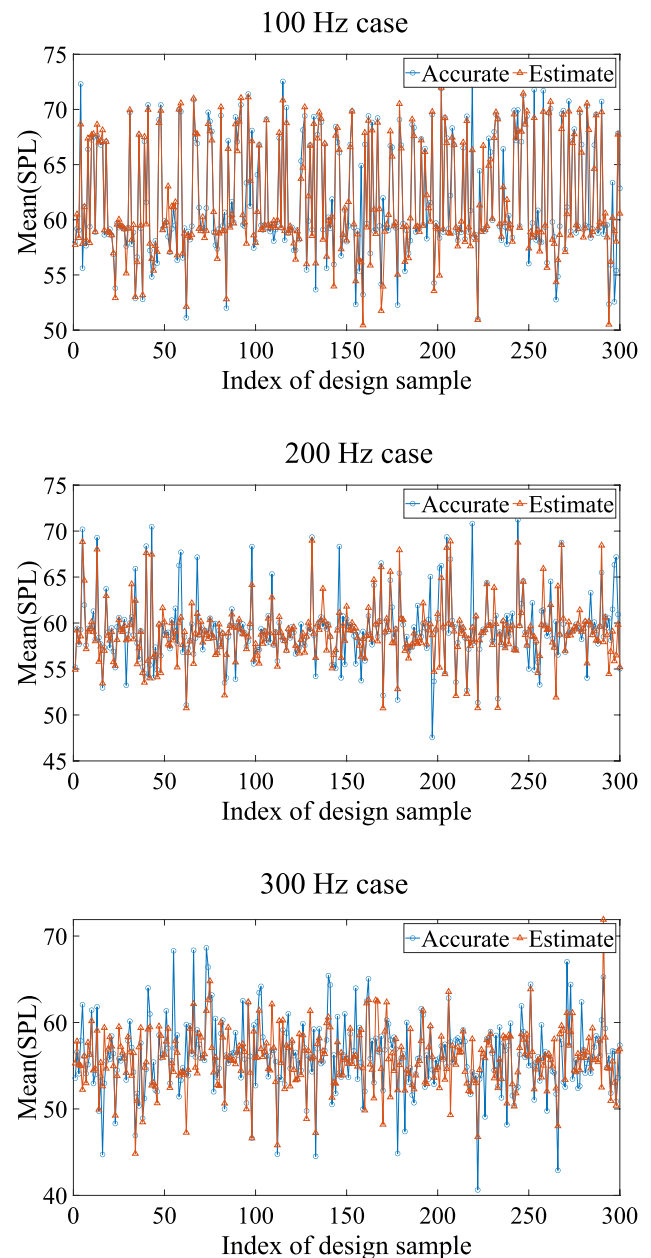 100 Hz case
75
70
65
60
55
50
Mean(SPL)
Accurate Estimate
0 50 100 150 200 250 300
Index of design sample
200 Hz case
75
70
65
60
55
50
45
Mean(SPL)
Accurate Estimate
0 50 100 150 200 250 300
Index of design sample
300 Hz case
70
60
50
40
Mean(SPL)
Accurate Estimate
0 50 100 150 200 250 300
Index of design sample